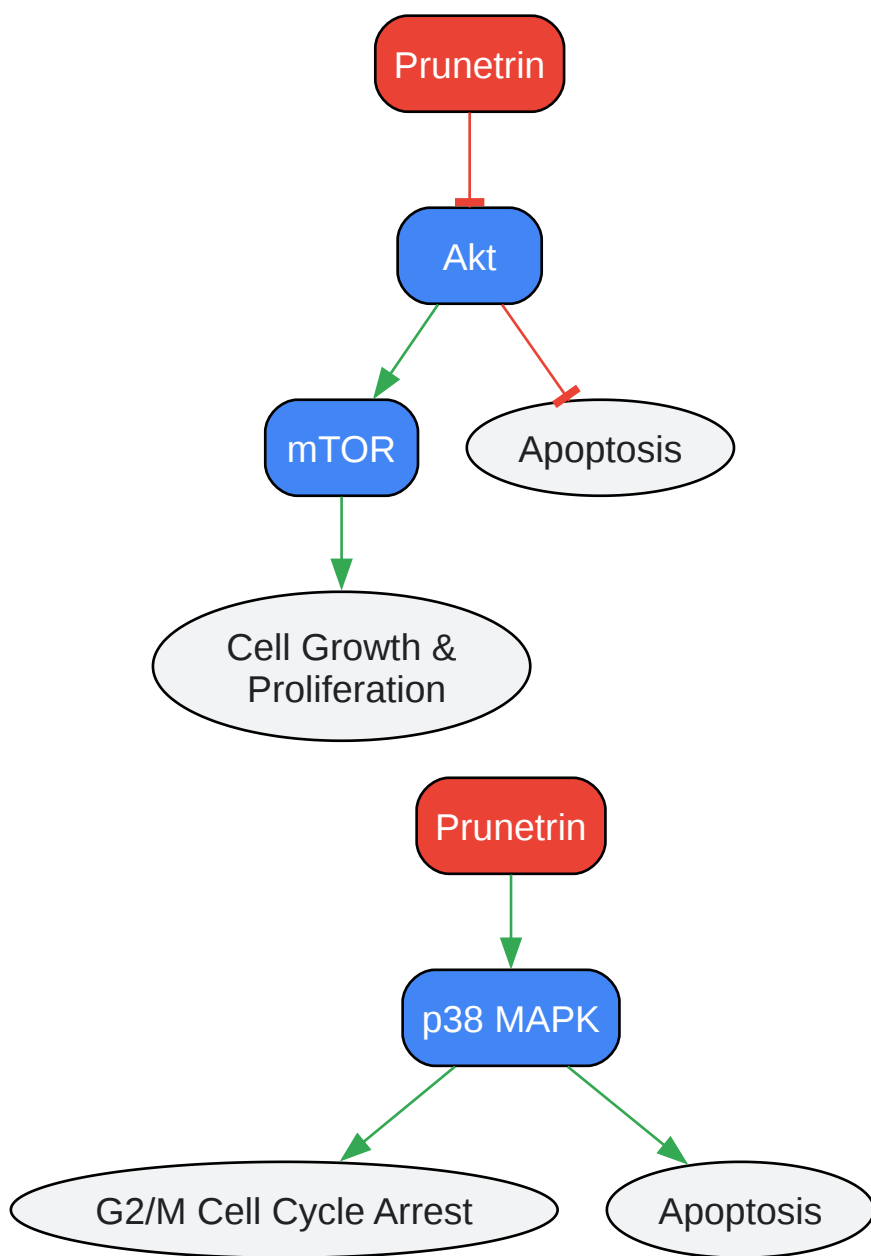 Prunetrin
Akt
mTOR
Apoptosis
Cell Growth &
Proliferation
Prunetrin
p38 MAPK
G2/M Cell Cycle Arrest
Apoptosis